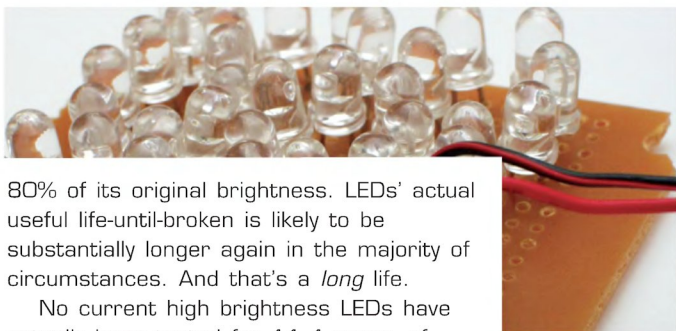 80% of its original brightness. LEDs' actual
useful life-until-broken is likely to be
substantially longer again in the majority of
circumstances. And that's a long life.
No current high brightness LEDs have